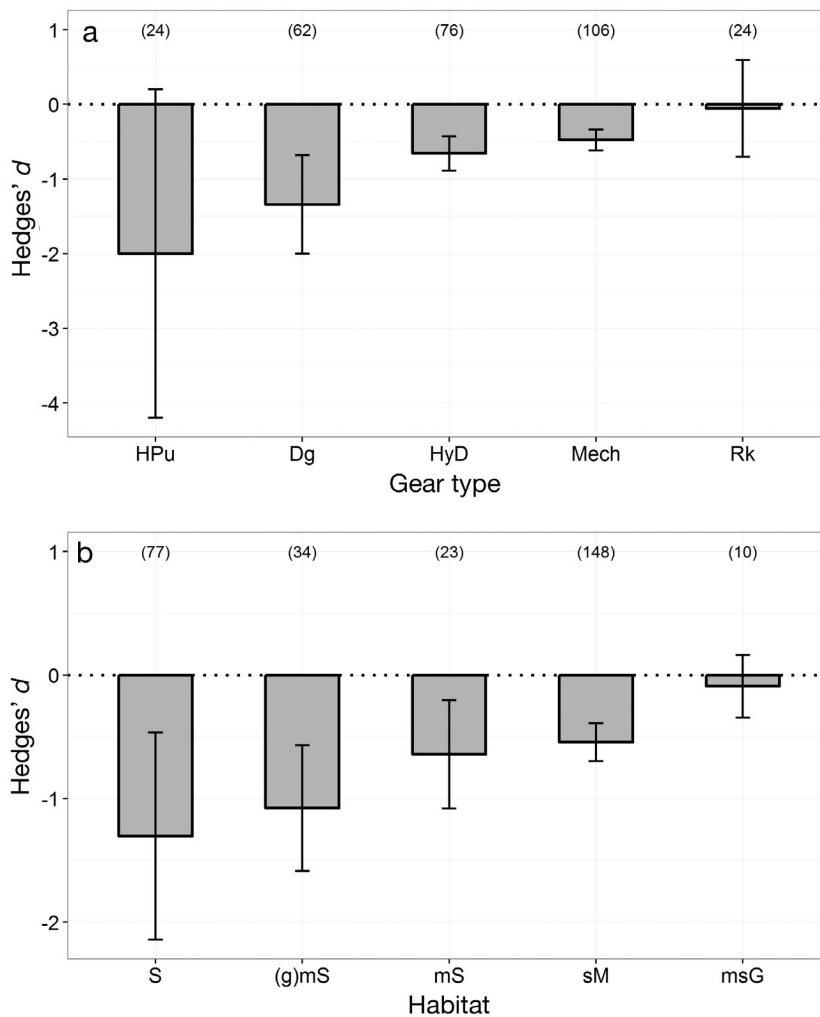 a
(24) (62) (76) (106) (24)
1
0
-1
-2
-3
-4
Hedges' d
HPu Dg HyD Mech Rk
Gear type
b
(77) (34) (23) (148) (10)
1
0
-1
-2
Hedges' d
S (g)mS mS sM msG
Habitat